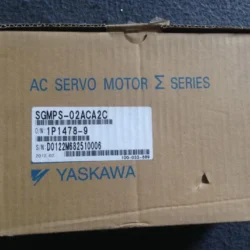 AC SERVO MOTOR Σ SERIES
SGMPS-02ACA2C
O/N 1P1478-9
S/N D0122M682510006
YASKAWA